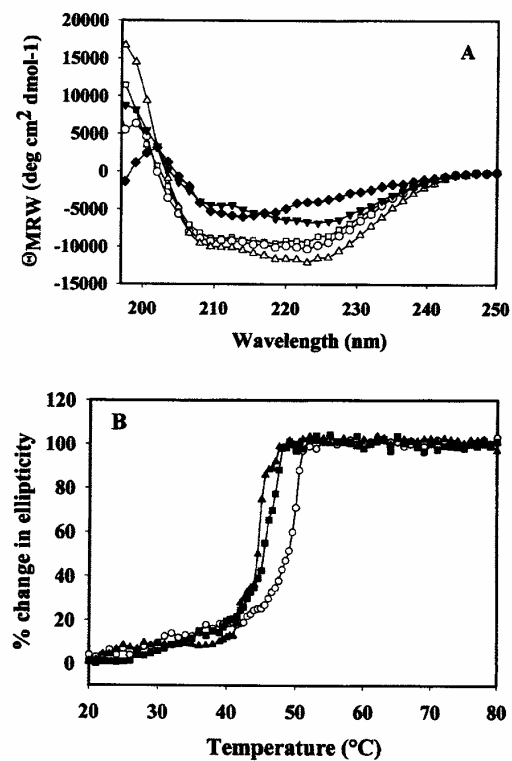 A
20000
15000
10000
5000
0
-5000
-10000
-15000
ΘMRW (deg cm2 dmol-1)
200 210 220 230 240 250
Wavelength (nm)
B
120
100
80
60
40
20
0
% change in ellipticity
20 30 40 50 60 70 80
Temperature (°C)